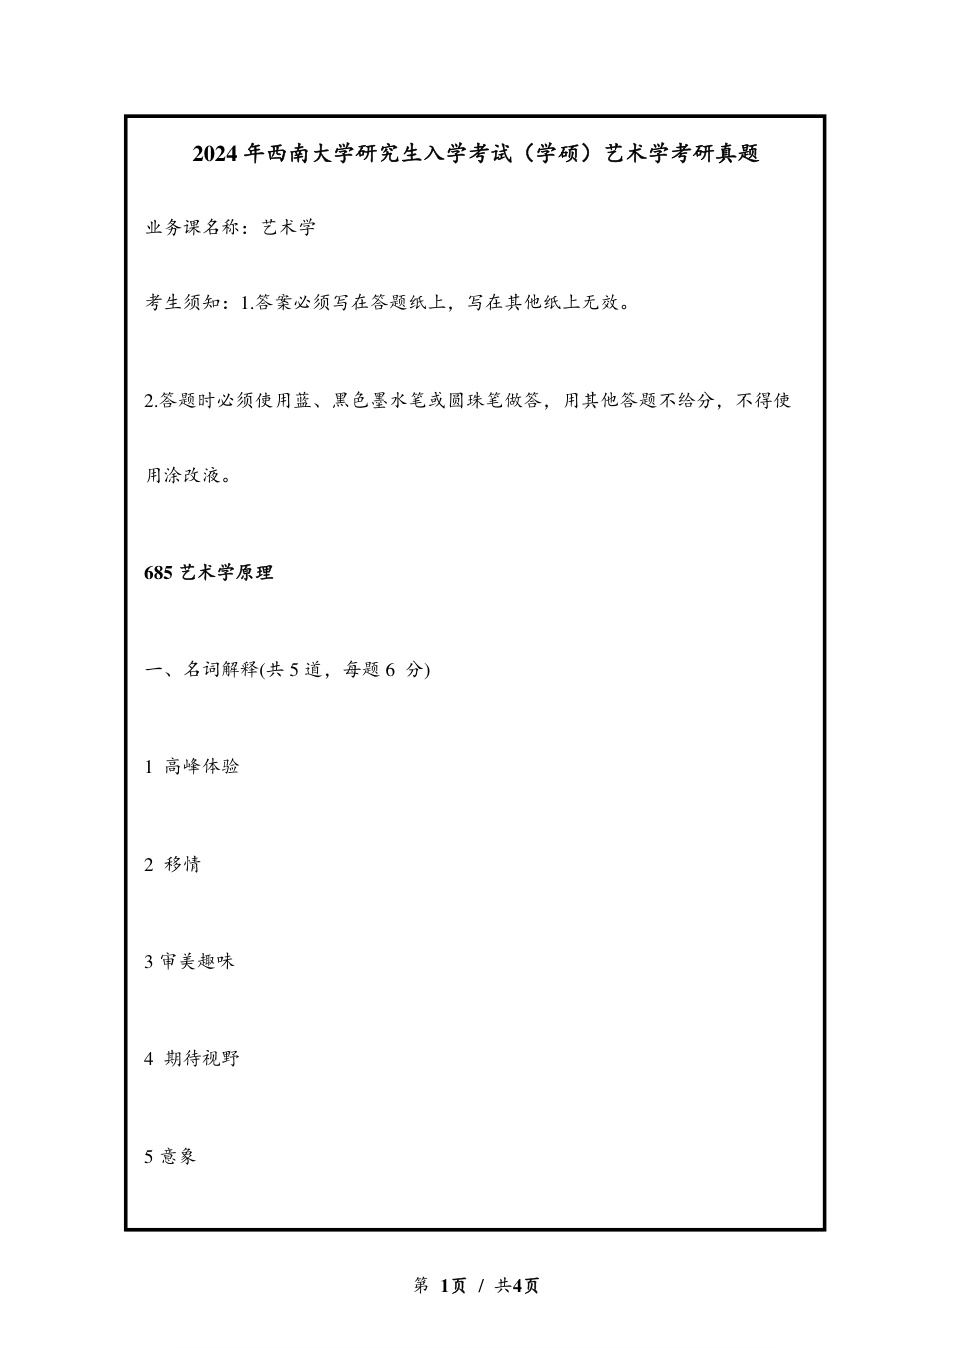 2024 年西南大学研究生入学考试（学硕）艺术学考研真题
业务课名称：艺术学
考生须知：1.答案必须写在答题纸上，写在其他纸上无效。
2.答题时必须使用蓝、黑色墨水笔或圆珠笔做答，用其他答题不给分，不得使
用涂改液。
685 艺术学原理
一、名词解释(共 5 道，每题 6 分)
1 高峰体验
2 移情
3 审美趣味
4 期待视野
5 意象
第 1页 / 共4页